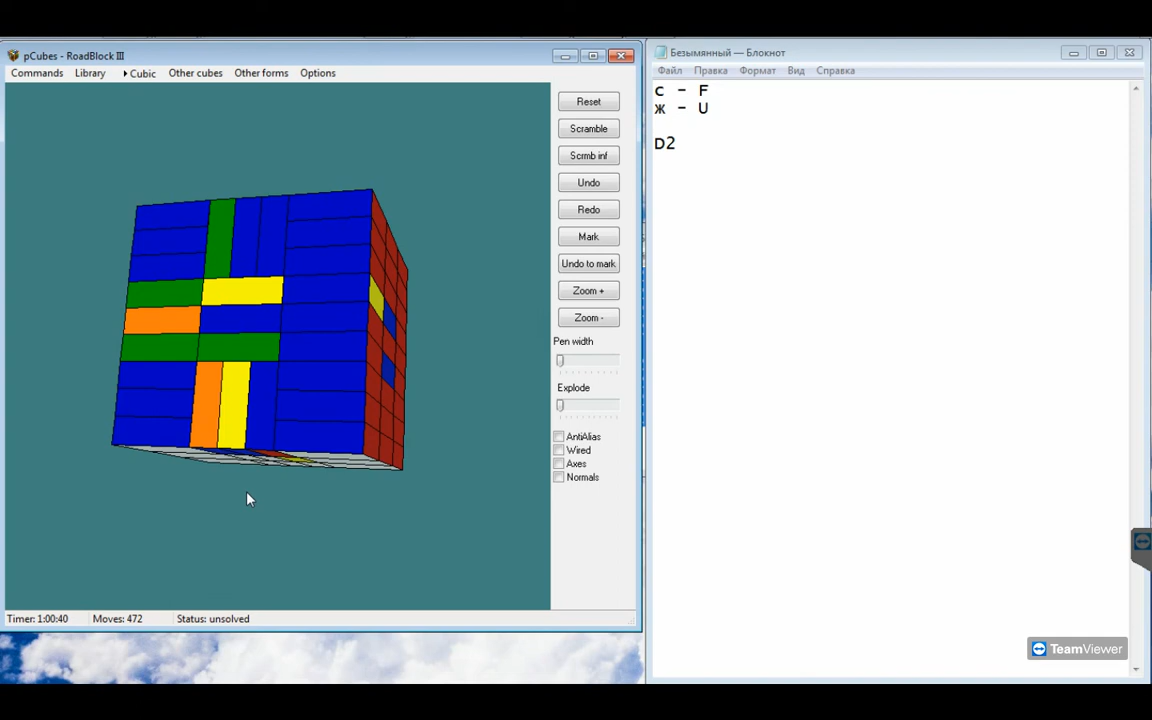 pCubes - RoadBlock III
Commands Library Cubic Other cubes Other forms Options
Reset
Scramble
Scrmb inf
Undo
Redo
Mark
Undo to mark
Zoom +
Zoom -
Pen width
Explode
AntiAlias
Wired
Axes
Normals
Timer: 1:00:40 Moves: 472 Status: unsolved
Безымянный — Блокнот
Файл Правка Формат Вид Справка
с - F
ж - U
D2
TeamViewer